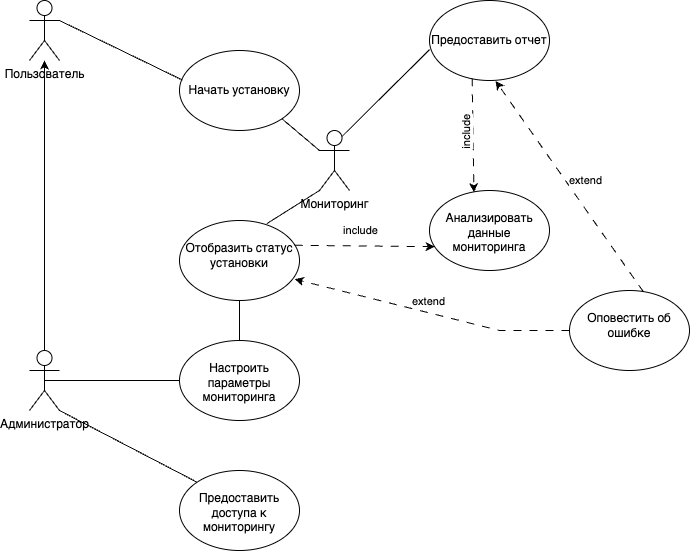 Предоставить отчет
Пользователь
Начать установку
include
extend
Мониторинг
Анализировать
данные
мониторинга
include
Отобразить статус
установки
extend
Оповестить об
ошибке
Настроить
параметры
мониторинга
Администратор
Предоставить
доступа к
мониторингу